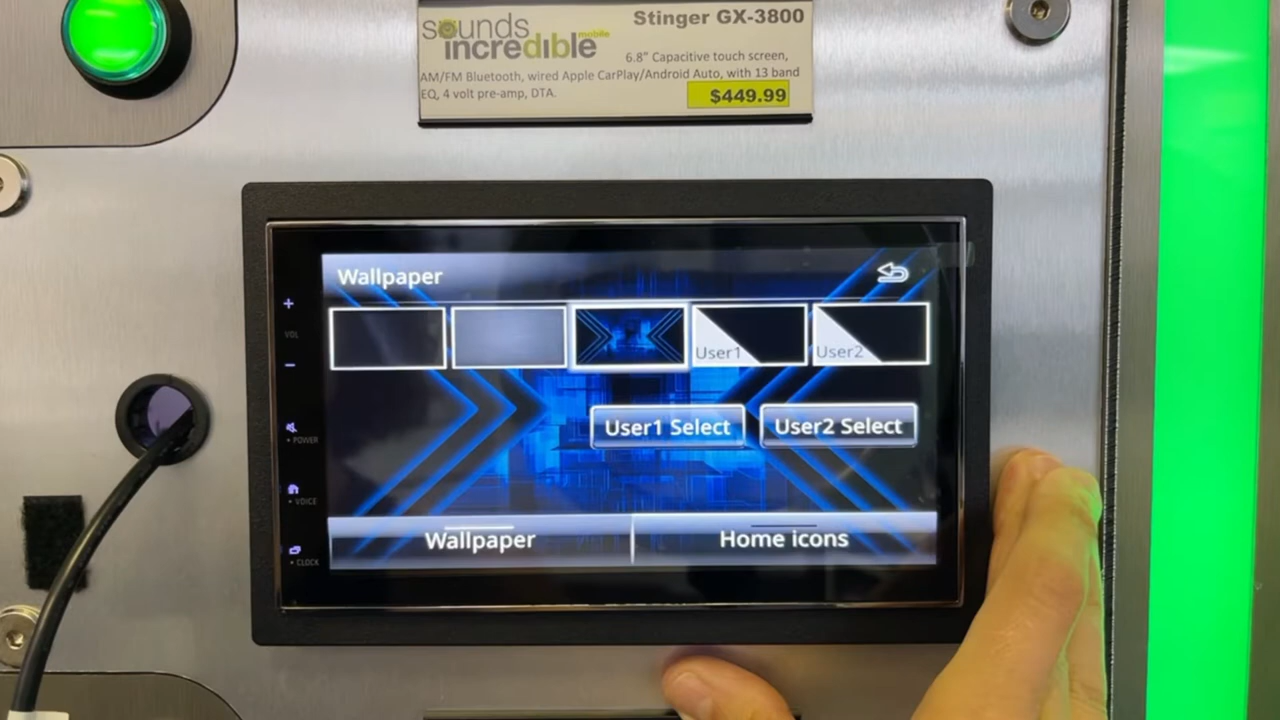 sounds
incredible mobile
Stinger GX-3800
6.8" Capacitive touch screen,
AM/FM Bluetooth, wired Apple CarPlay/Android Auto, with 13 band
EQ, 4 volt pre-amp, DTA.
$449.99
Wallpaper
+
VOL
−
User1
User2
User1 Select
User2 Select
• POWER
• VOICE
• CLOCK
Wallpaper
Home icons